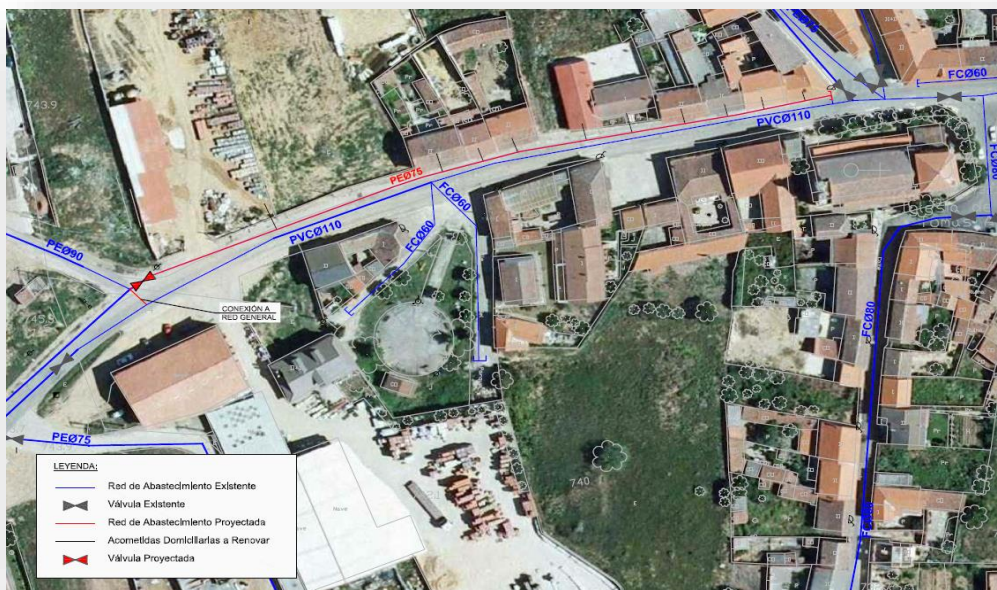 743.9
FCØ60
PVCØ110
PEØ75
FCØ60
FCØ60
PVCØ110
PEØ90
CONEXIÓN A
RED GENERAL
FCØ80
PEØ75
740
LEYENDA:
Red de Abastecimiento Existente
Válvula Existente
Red de Abastecimiento Proyectada
Acometidas Domiciliarias a Renovar
Válvula Proyectada